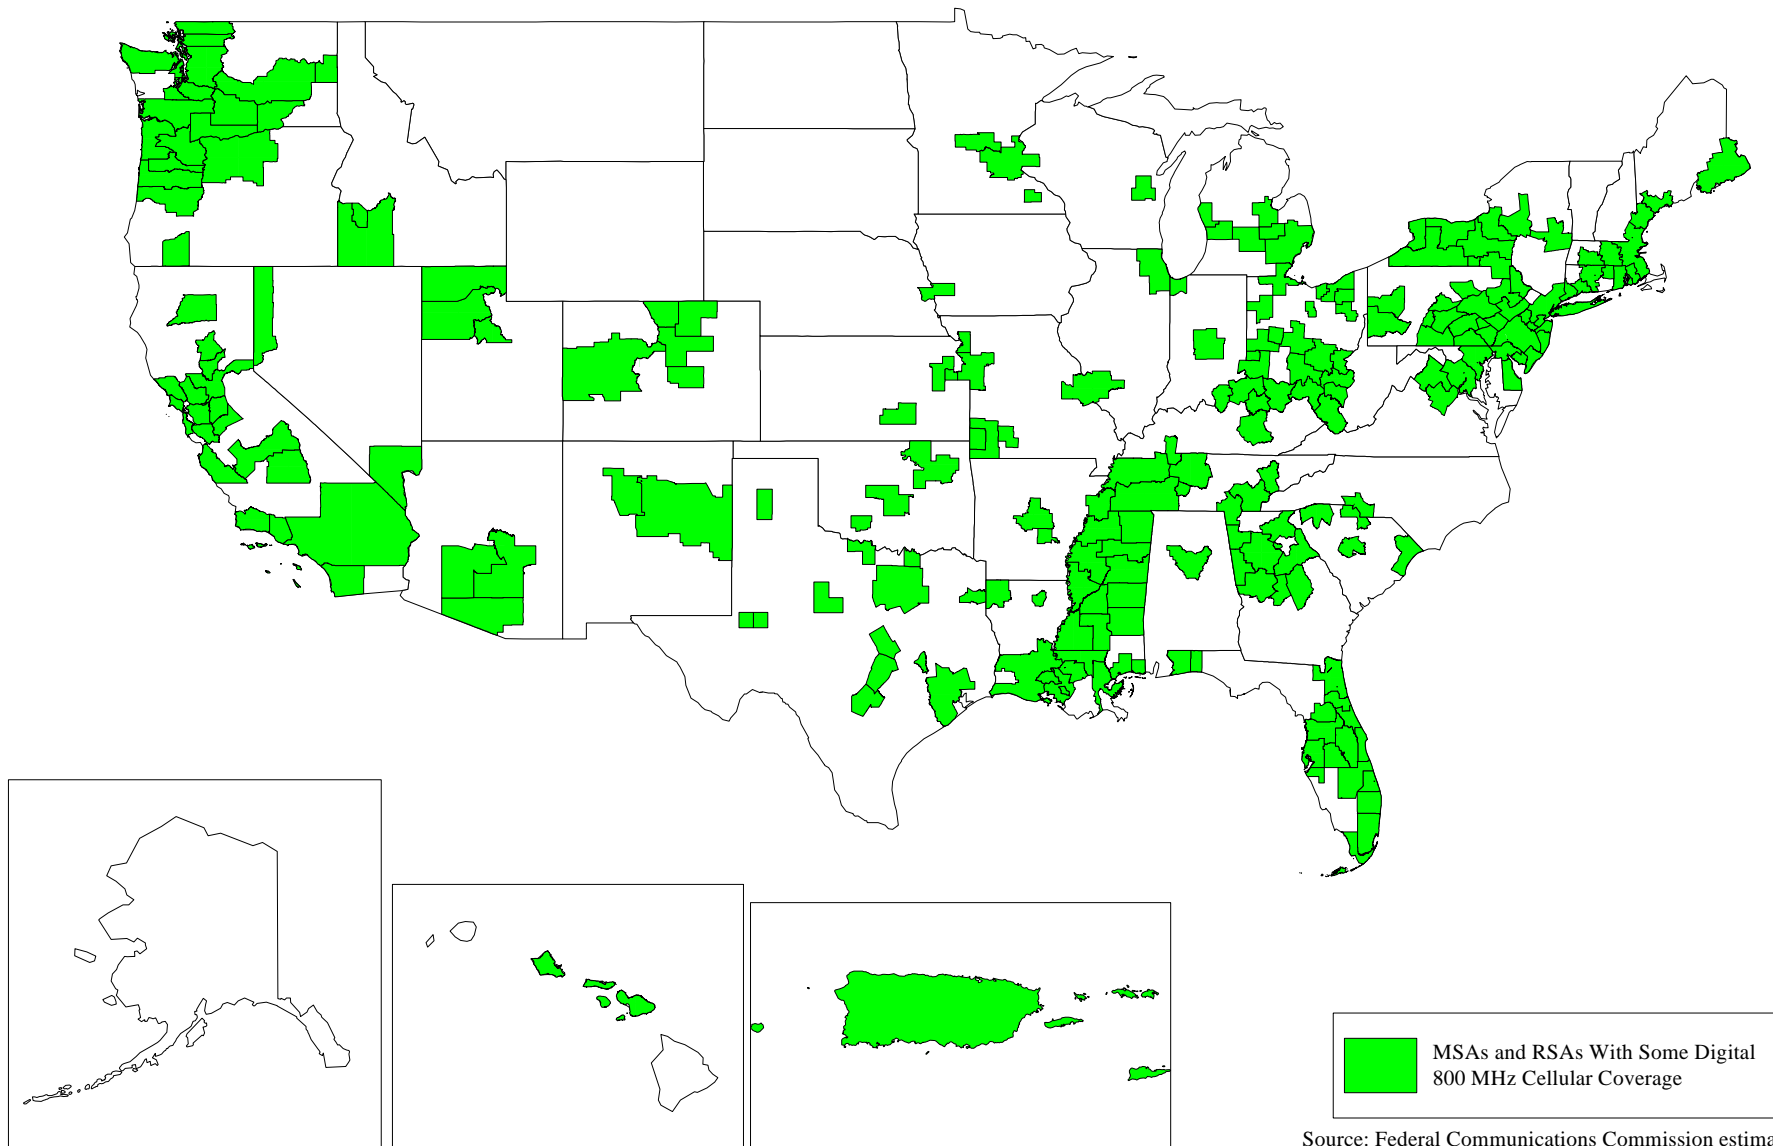 MSAs and RSAs With Some Digital
800 MHz Cellular Coverage
Source: Federal Communications Commission